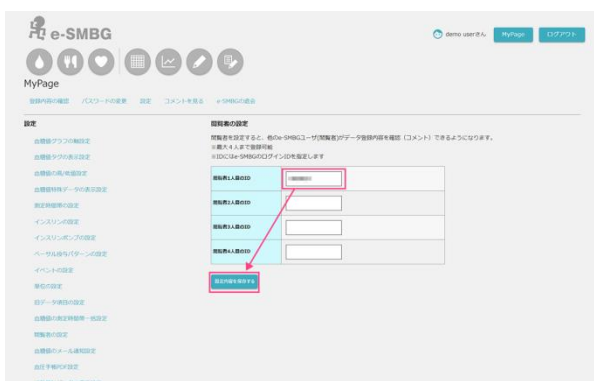 e-SMBG
demo userさん
MyPage
ログアウト
MyPage
登録内容の確認
パスワードの変更
設定
コメントを見る
e-SMBGの退会
設定
血糖値グラフの軸設定
血糖値タグの表示設定
血糖値の高/低値設定
血糖値特殊データの表示設定
測定時間帯の設定
インスリンの設定
インスリンポンプの設定
ベーサル投与パターンの設定
イベントの設定
単位の設定
日データ項目の設定
血糖値の測定時間帯一括設定
閲覧者の設定
血糖値のメール通知設定
血圧手帳PDF設定
閲覧者の設定
閲覧者を設定すると、他のe-SMBGユーザ(閲覧者)がデータ登録内容を確認（コメント）できるようになります。
※最大4人まで登録可能
※IDにはe-SMBGのログインIDを指定します
閲覧者1人目のID
閲覧者2人目のID
閲覧者3人目のID
閲覧者4人目のID
設定内容を保存する